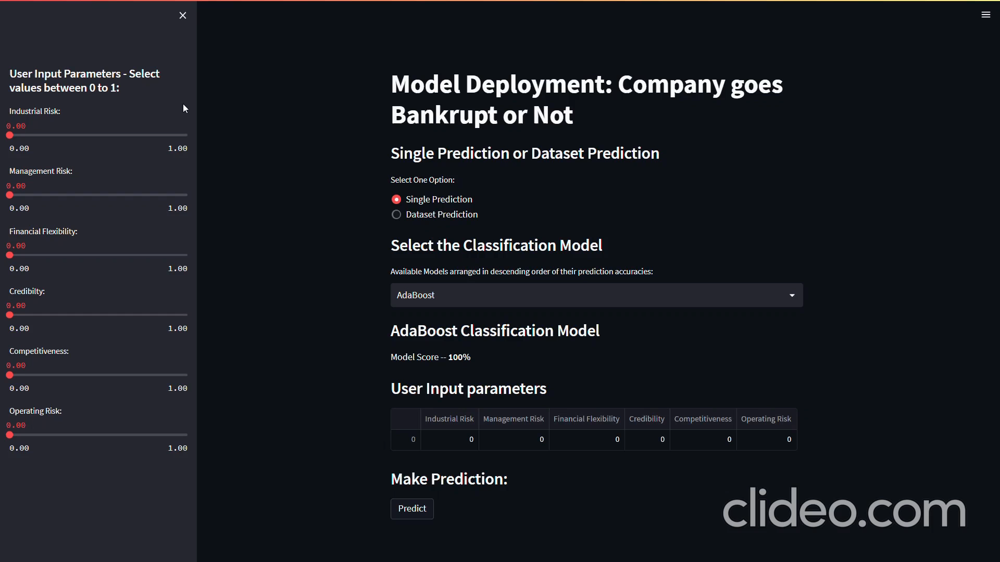 User Input Parameters - Select
values between 0 to 1:
Industrial Risk:
0.00
0.00 1.00
Management Risk:
0.00
0.00 1.00
Financial Flexibility:
0.00
0.00 1.00
Credibilty:
0.00
0.00 1.00
Competitiveness:
0.00
0.00 1.00
Operating Risk:
0.00
0.00 1.00
Model Deployment: Company goes
Bankrupt or Not
Single Prediction or Dataset Prediction
Select One Option:
Single Prediction
Dataset Prediction
Select the Classification Model
Available Models arranged in descending order of their prediction accuracies:
AdaBoost
AdaBoost Classification Model
Model Score -- 100%
User Input parameters
Industrial Risk Management Risk Financial Flexibility Credibility Competitiveness Operating Risk
0 0 0 0 0 0 0
Make Prediction:
Predict
clideo.com